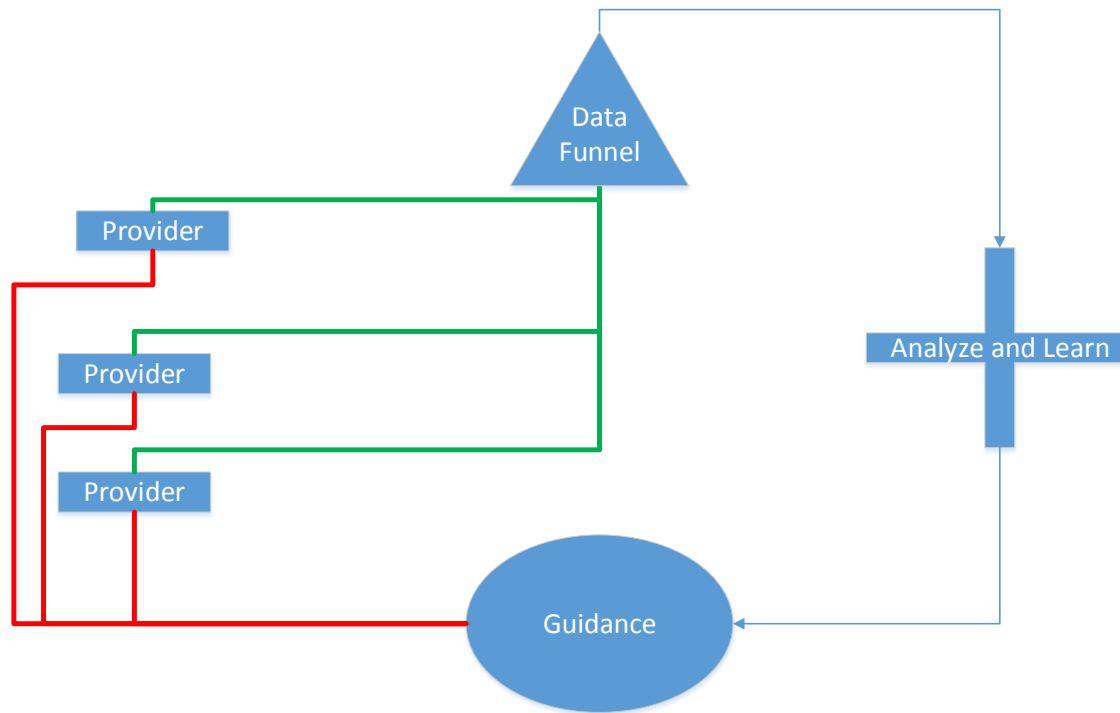 Data
Funnel
Provider
Analyze and Learn
Provider
Provider
Guidance